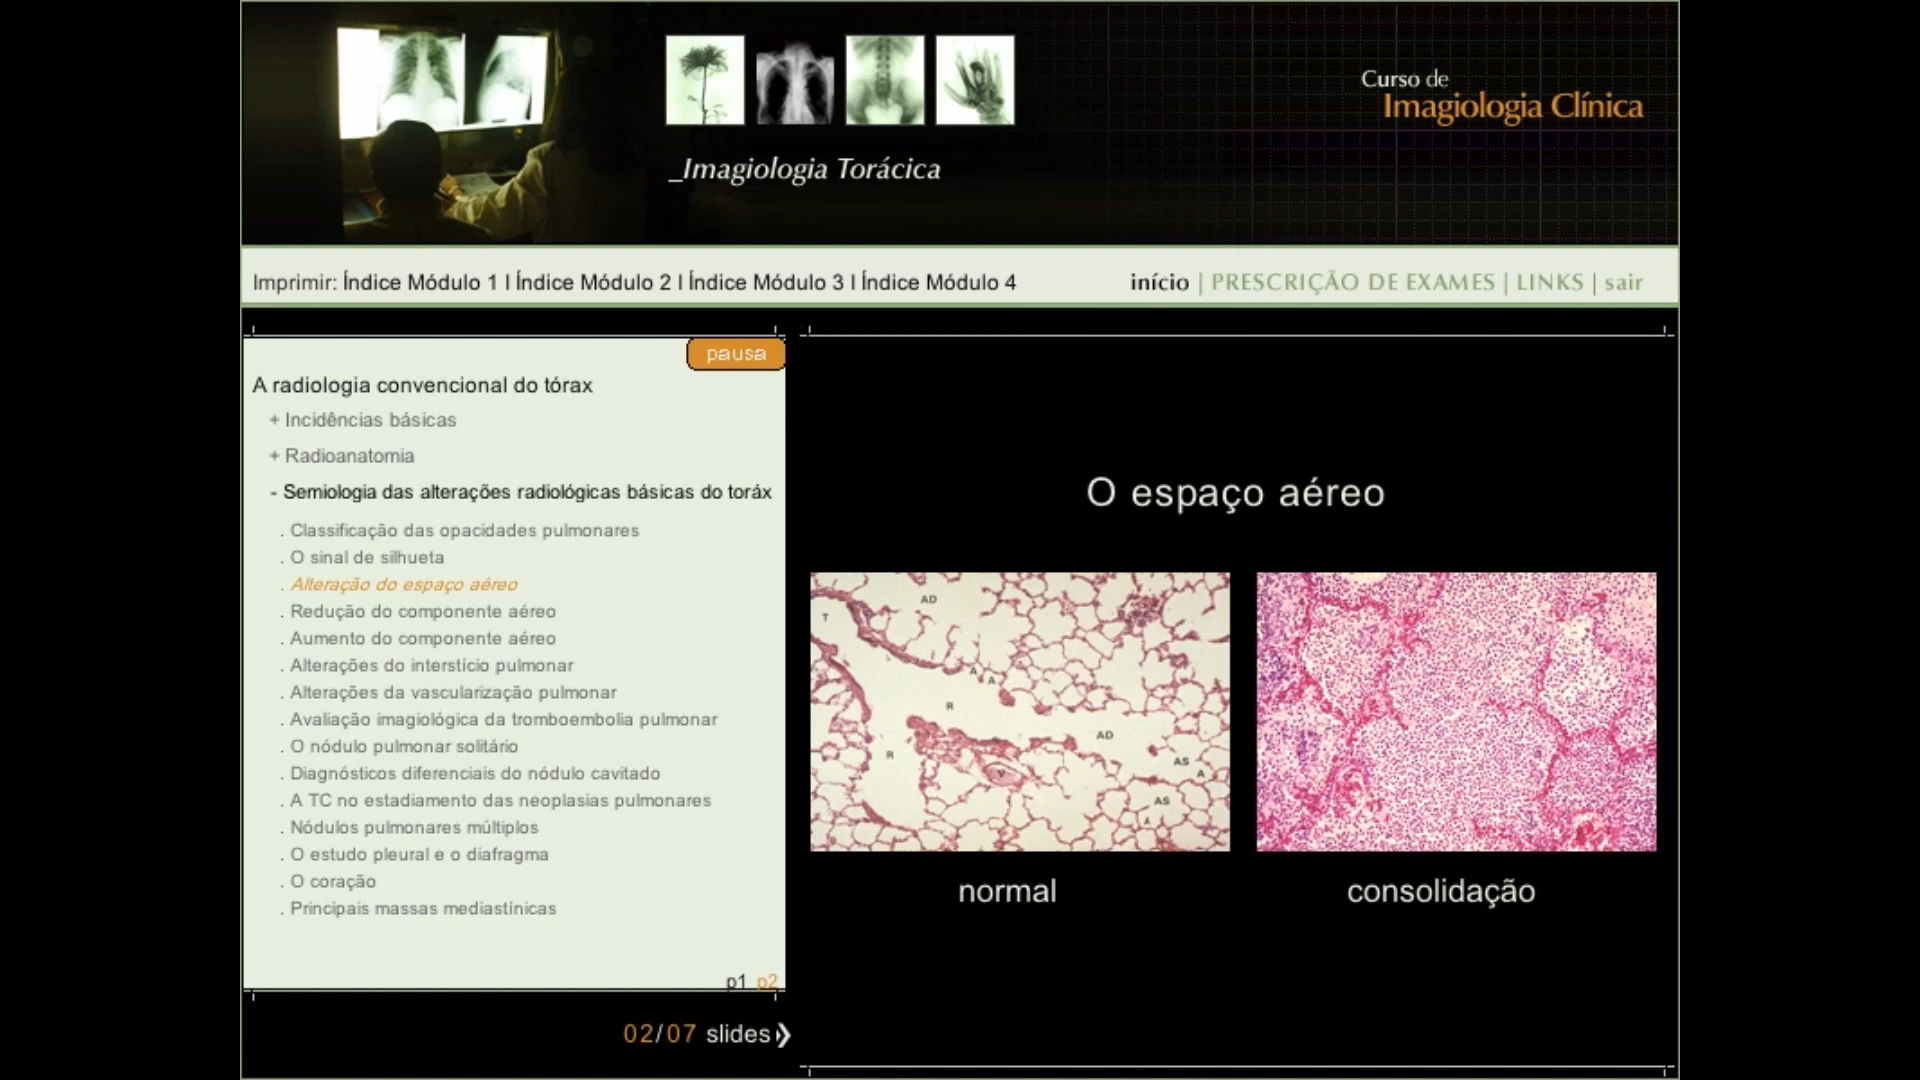 Curso de
Imagiologia Clínica
_Imagiologia Torácica
Imprimir: Índice Módulo 1 I Índice Módulo 2 I Índice Módulo 3 I Índice Módulo 4
início | PRESCRIÇÃO DE EXAMES | LINKS | sair
pausa
A radiologia convencional do tórax
+ Incidências básicas
+ Radioanatomia
- Semiologia das alterações radiológicas básicas do toráx
. Classificação das opacidades pulmonares
. O sinal de silhueta
. Alteração do espaço aéreo
. Redução do componente aéreo
. Aumento do componente aéreo
. Alterações do interstício pulmonar
. Alterações da vascularização pulmonar
. Avaliação imagiológica da tromboembolia pulmonar
. O nódulo pulmonar solitário
. Diagnósticos diferenciais do nódulo cavitado
. A TC no estadiamento das neoplasias pulmonares
. Nódulos pulmonares múltiplos
. O estudo pleural e o diafragma
. O coração
. Principais massas mediastínicas
p1 p2
02/07 slides
O espaço aéreo
AD
T
A
A
R
AD
R
V
AS
A
AS
A
normal
consolidação